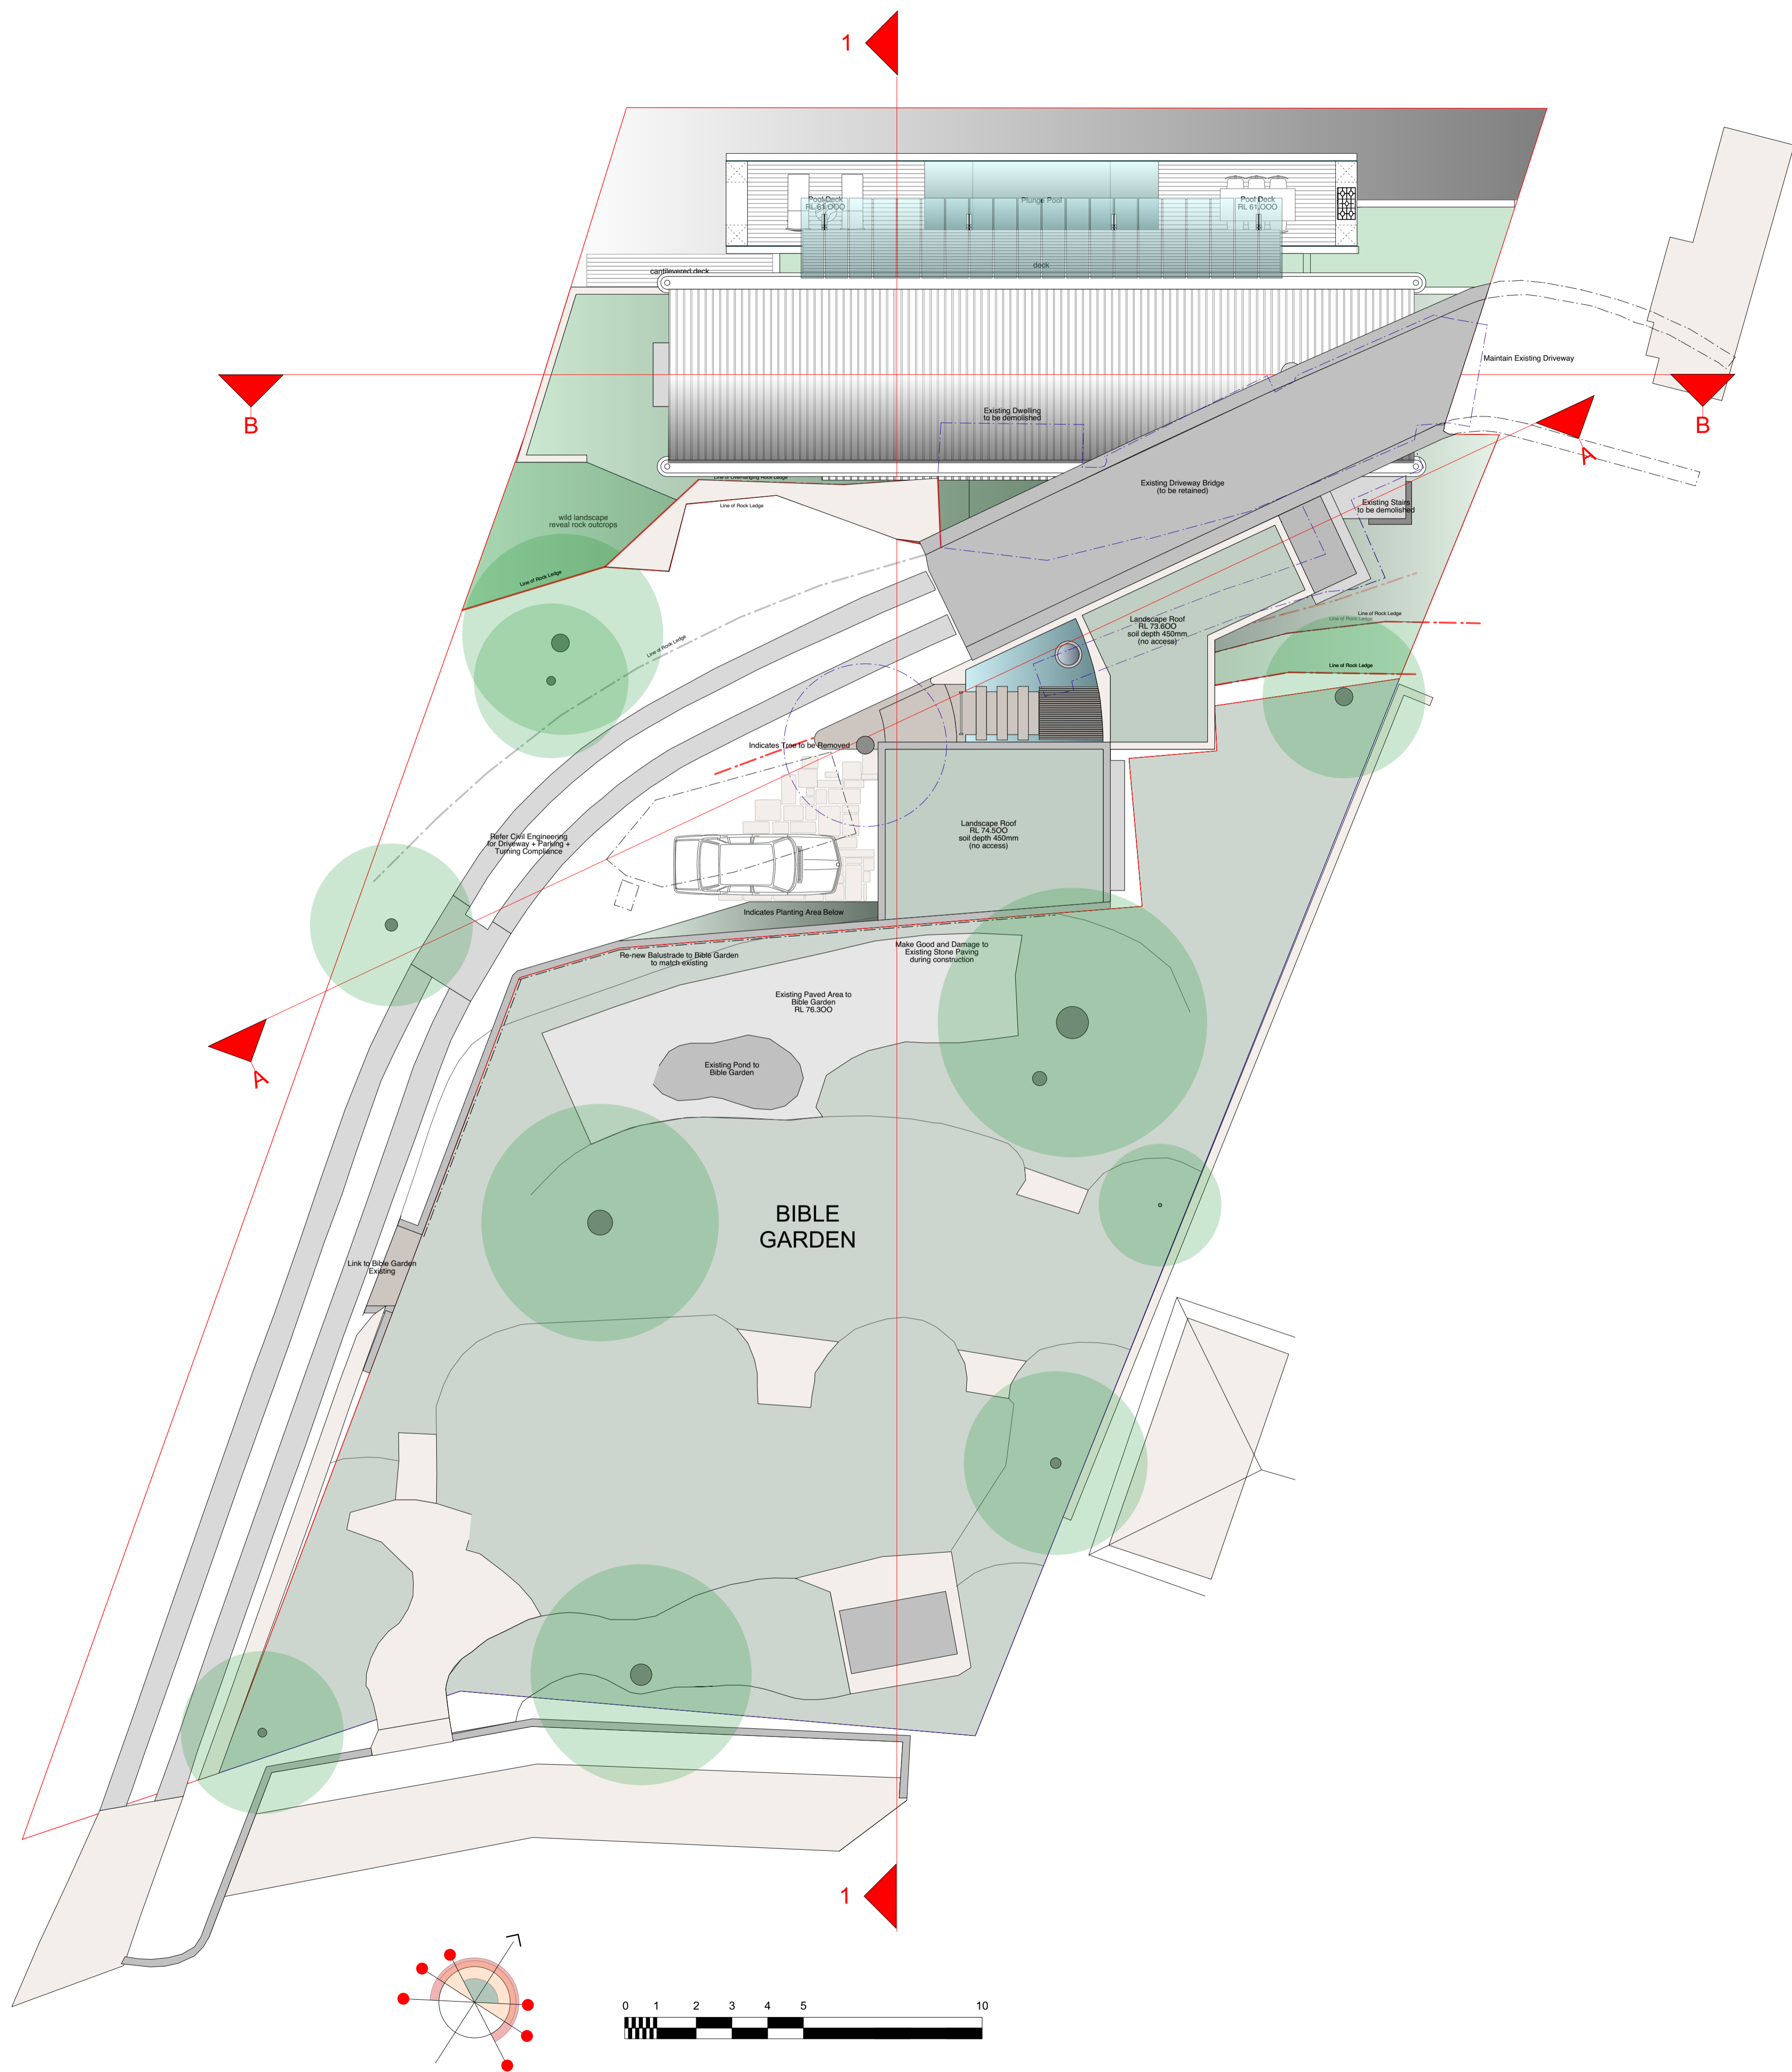 1
Pool Deck
RL 61.OOO
Plunge Pool
Pool Deck
RL 61.OOO
deck
cantilevered deck
Maintain Existing Driveway
B
B
Existing Dwelling
to be demolished
A
Line of Overhanging Rock Ledge
Existing Driveway Bridge
(to be retained)
Line of Rock Ledge
Existing Stairs
to be demolished
wild landscape
reveal rock outcrops
Line of Rock Ledge
Line of Rock Ledge
Line of Rock Ledge
Line of Rock Ledge
Landscape Roof
RL 73.6OO
soil depth 450mm
(no access)
Line of Rock Ledge
Indicates Tree to be Removed
Refer Civil Engineering
for Driveway + Parking +
Turning Compliance
Landscape Roof
RL 74.5OO
soil depth 450mm
(no access)
Indicates Planting Area Below
Re-new Balustrade to Bible Garden
to match existing
Make Good and Damage to
Existing Stone Paving
during construction
Existing Paved Area to
Bible Garden
RL 76.3OO
A
Existing Pond to
Bible Garden
BIBLE
GARDEN
Link to Bible Garden
Existing
1
0 1 2 3 4 5 10